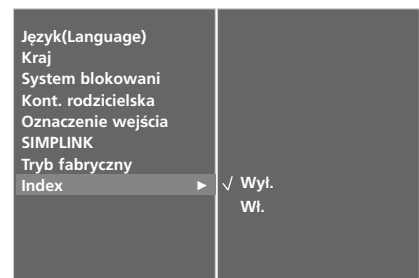 Język(Language)
Kraj
System blokowani
Kont. rodzicielska
Oznaczenie wejścia
SIMPLINK
Tryb fabryczny
Index ► √ Wył.
Wł.